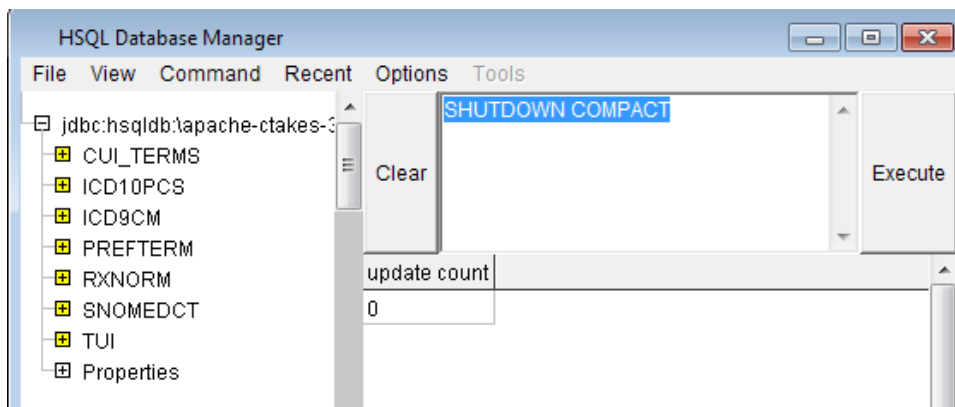 HSQL Database Manager
File View Command Recent Options Tools
jdbc:hsqldb:\apache-ctakes-3
CUI_TERMS
ICD10PCS
ICD9CM
PREFTERM
RXNORM
SNOMEDCT
TUI
Properties
Clear
SHUTDOWN COMPACT
Execute
update count
0